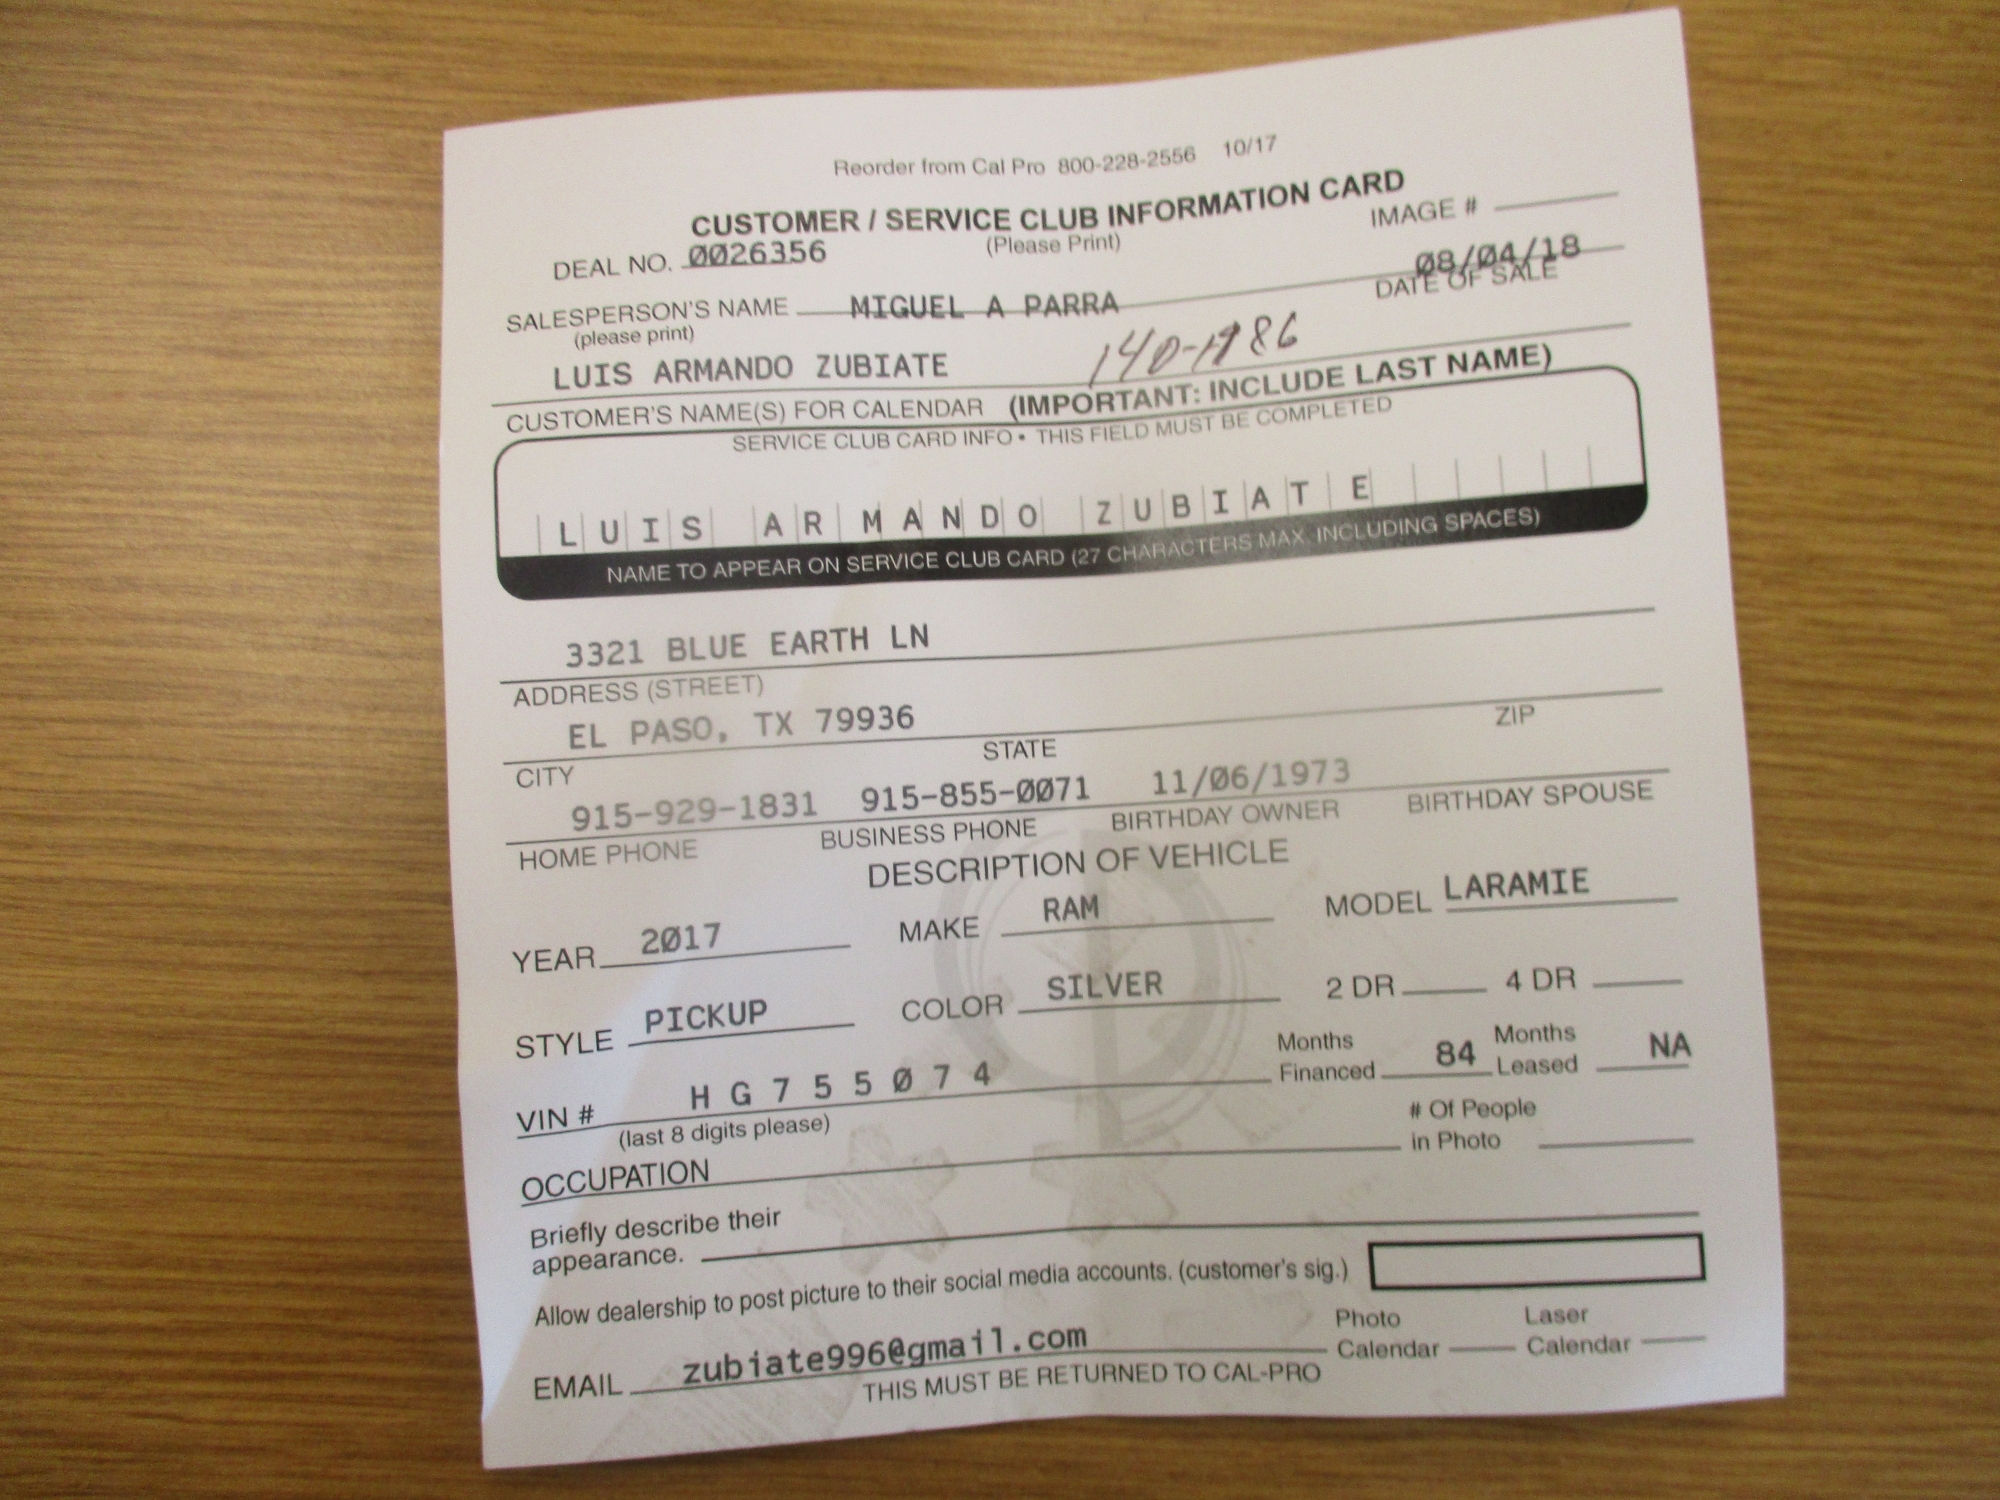 Reorder from Cal Pro 800-228-2556 10/17
CUSTOMER / SERVICE CLUB INFORMATION CARD
(Please Print)
IMAGE #
DEAL NO. 0026356
08/04/18
DATE OF SALE
SALESPERSON'S NAME MIGUEL A PARRA
(please print)
LUIS ARMANDO ZUBIATE 140-1986
CUSTOMER'S NAME(S) FOR CALENDAR (IMPORTANT: INCLUDE LAST NAME)
SERVICE CLUB CARD INFO • THIS FIELD MUST BE COMPLETED
LUIS ARMANDO ZUBIATE
NAME TO APPEAR ON SERVICE CLUB CARD (27 CHARACTERS MAX. INCLUDING SPACES)
3321 BLUE EARTH LN
ADDRESS (STREET)
EL PASO, TX 79936
CITY STATE ZIP
915-929-1831 915-855-0071 11/06/1973
HOME PHONE BUSINESS PHONE BIRTHDAY OWNER BIRTHDAY SPOUSE
DESCRIPTION OF VEHICLE
YEAR 2017 MAKE RAM MODEL LARAMIE
STYLE PICKUP COLOR SILVER 2 DR 4 DR
VIN # HG755074 Months Financed 84 Months Leased NA
(last 8 digits please)
OCCUPATION # Of People in Photo
Briefly describe their
appearance.
Allow dealership to post picture to their social media accounts. (customer's sig.)
EMAIL zubiate996@gmail.com Photo Calendar Laser Calendar
THIS MUST BE RETURNED TO CAL-PRO